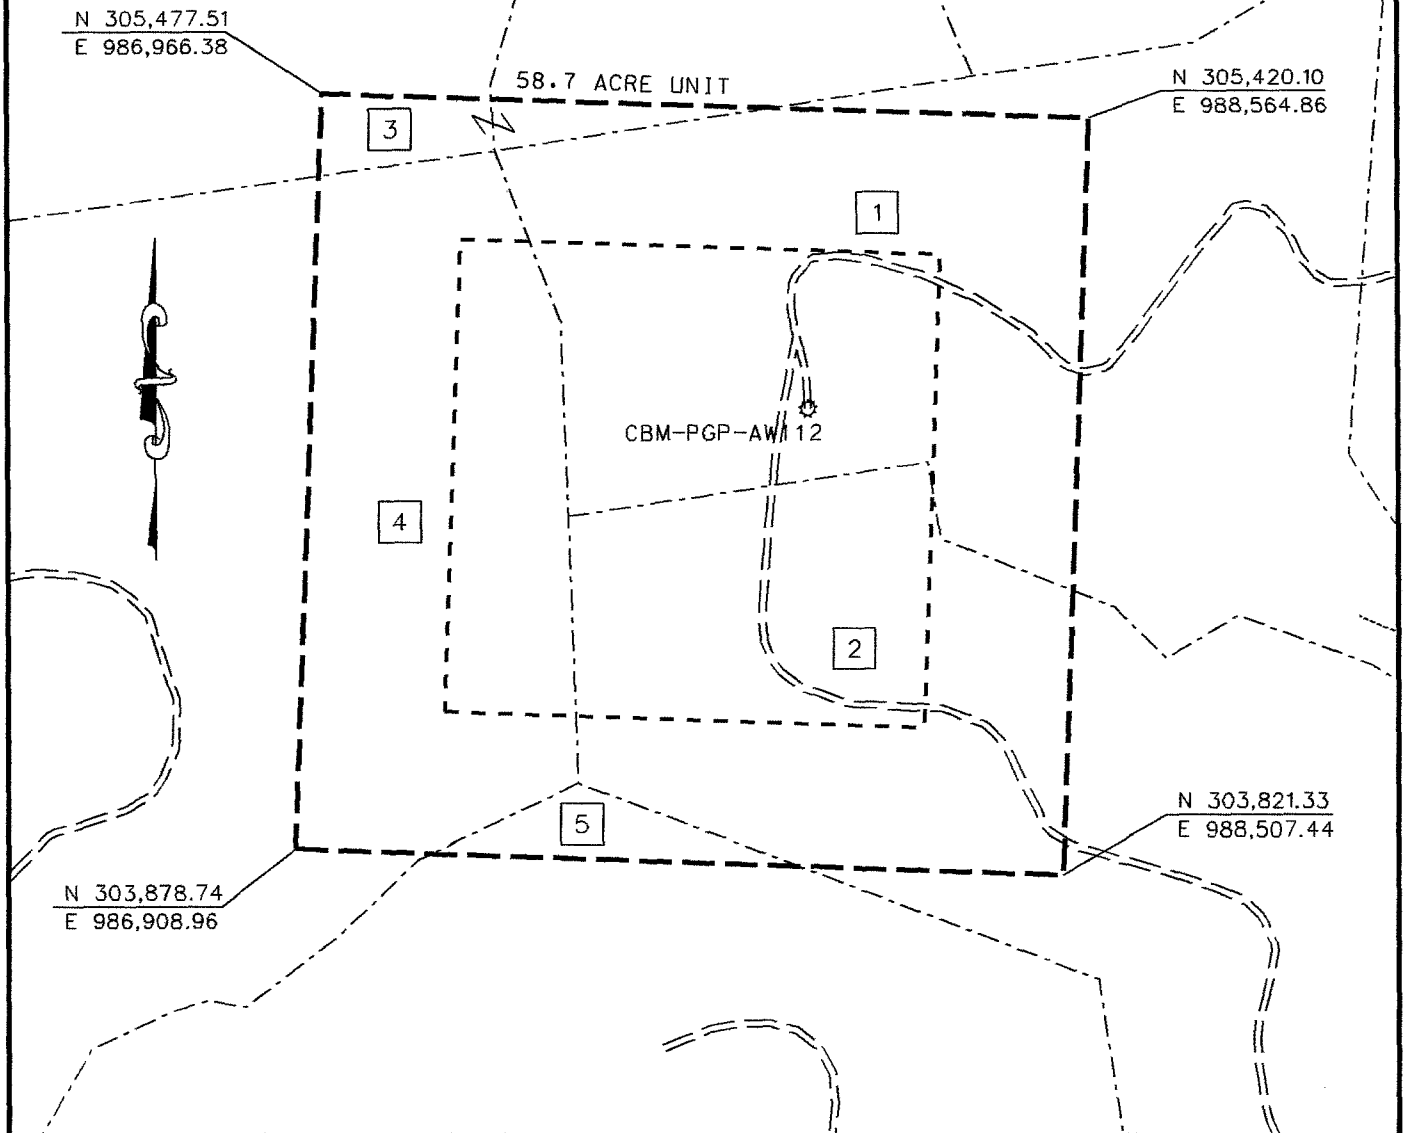 N 305,477.51
E 986,966.38
58.7 ACRE UNIT
N 305,420.10
E 988,564.86
3
1
CBM-PGP-AW112
4
2
N 303,821.33
E 988,507.44
5
N 303,878.74
E 986,908.96